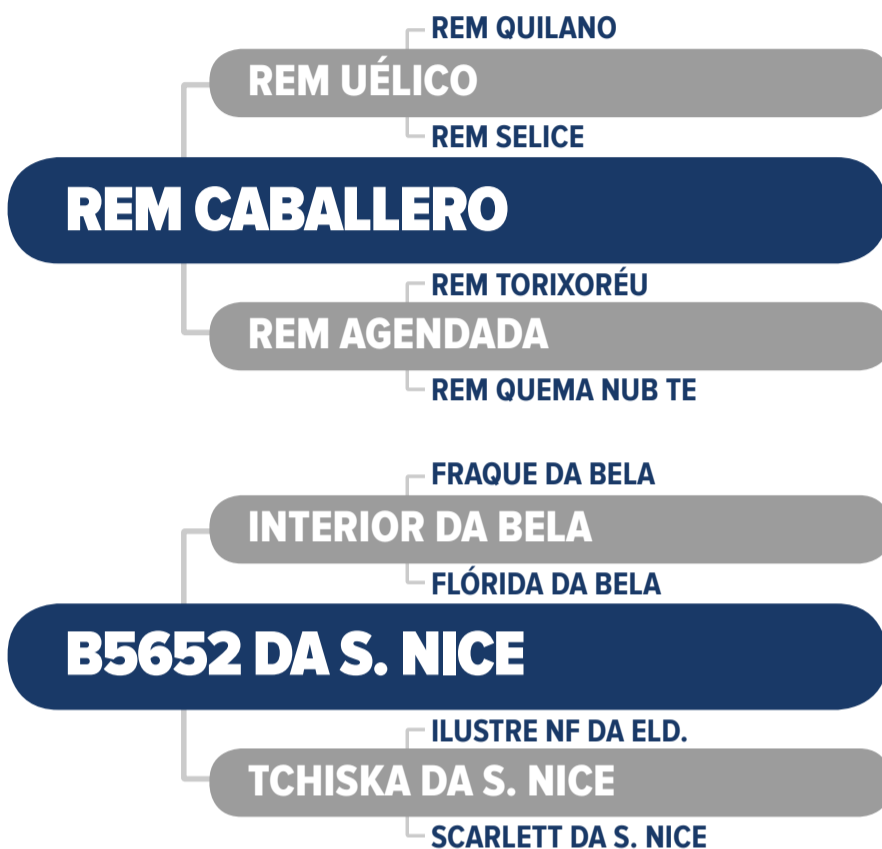 REM QUILANO
REM UÉLICO
REM SELICE
REM CABALLERO
REM TORIXORÉU
REM AGENDADA
REM QUEMA NUB TE
FRAQUE DA BELA
INTERIOR DA BELA
FLÓRIDA DA BELA
B5652 DA S. NICE
ILUSTRE NF DA ELD.
TCHISKA DA S. NICE
SCARLETT DA S. NICE